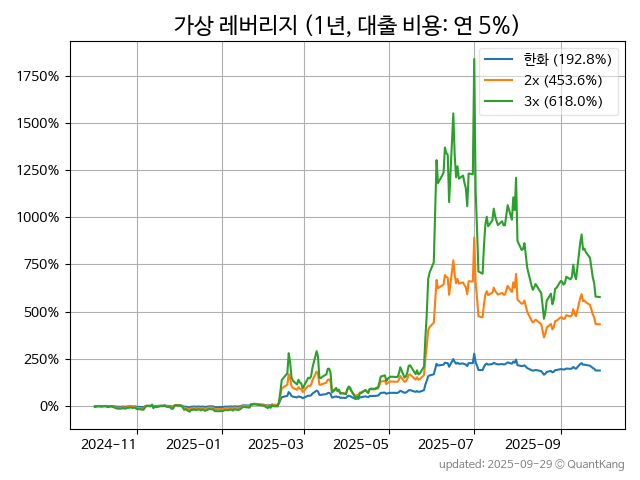 가상 레버리지 (1년, 대출 비용: 연 5%)
한화 (192.8%)
2x (453.6%)
3x (618.0%)
1750%
1500%
1250%
1000%
750%
500%
250%
0%
2024-11
2025-01
2025-03
2025-05
2025-07
2025-09
updated: 2025-09-29 © QuantKang